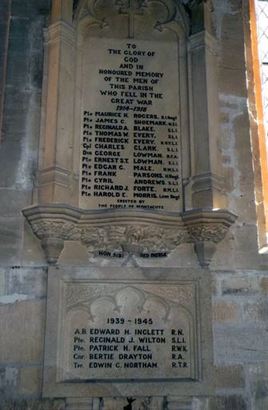 TO
THE GLORY OF
GOD
AND IN
HONOURED MEMORY
OF THE MEN OF
THIS PARISH
WHO FELL IN THE
GREAT WAR
1914-1918
Pte MAURICE H. ROGERS.
Pte JAMES C. SHOEMARK.
Pte REGINALD A. BLAKE. S.L.I.
Pte THOMAS W. EVERY. S.L.I.
Pte FREDERICK EVERY.
Cpl CHARLES CLARK. S.L.I.
GEORGE LOWMAN. R.F.A.
Pte ERNEST S.T. LOWMAN. S.L.I.
Pte EDGAR G. MALE.
Pte FRANK PARSONS.
Pte CYRIL ANDREWS. S.L.I.
Pte RICHARD J. FORTE.
Pte HAROLD E. MORRIS.
ERECTED BY
THE PEOPLE OF MONTACUTE
1939 - 1945
A.B. EDWARD H. INGLETT R.N.
Pte. REGINALD J. WILTON S.L.I.
Pte. PATRICK H. FALL R.W.K.
BERTIE DRAYTON R.A.
EDWIN C. NORTHAM R.T.R.